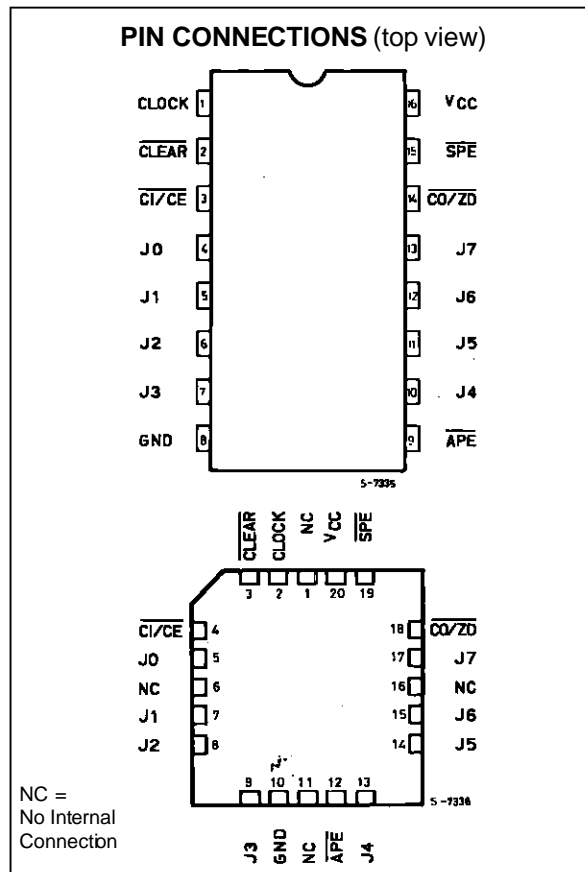 PIN CONNECTIONS (top view)
CLOCK 1 16 VCC
CLEAR 2 15 SPE
CI/CE 3 14 CO/ZD
J0 4 13 J7
J1 5 12 J6
J2 6 11 J5
J3 7 10 J4
GND 8 9 APE
S-7335
CLEAR CLOCK NC VCC SPE
3 2 1 20 19
CI/CE 4 18 CO/ZD
J0 5 17 J7
NC 6 16 NC
J1 7 15 J6
J2 8 14 J5
9 10 11 12 13
S-7336
J3 GND NC APE J4
NC =
No Internal
Connection